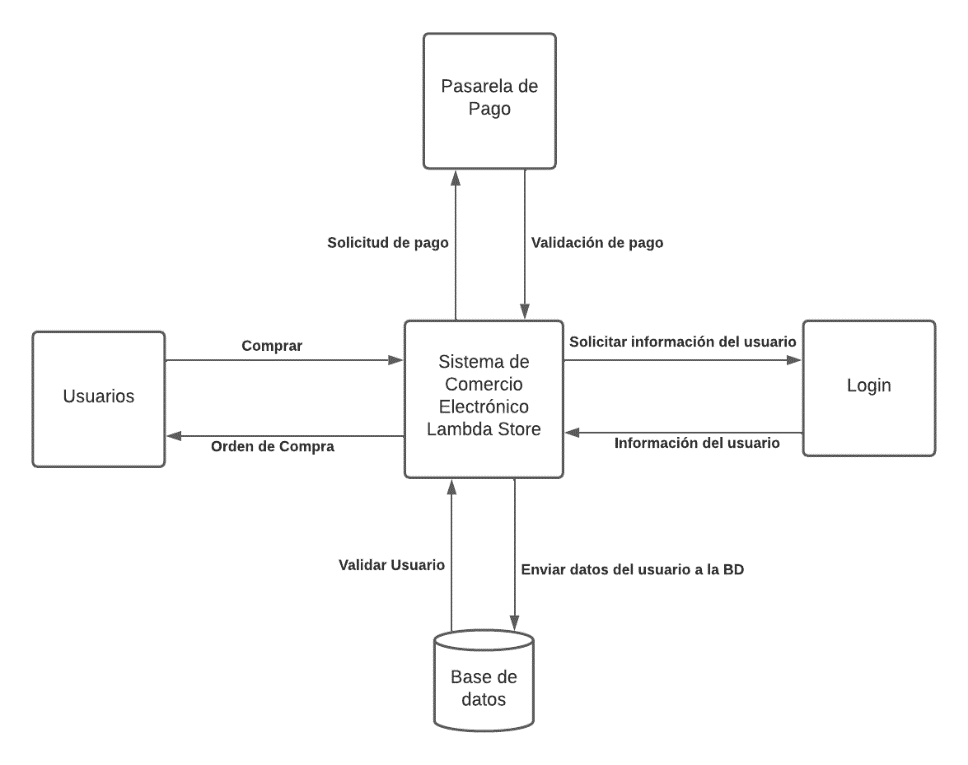 Pasarela de
Pago
Solicitud de pago
Validación de pago
Usuarios
Comprar
Orden de Compra
Sistema de
Comercio
Electrónico
Lambda Store
Solicitar información del usuario
Información del usuario
Login
Validar Usuario
Enviar datos del usuario a la BD
Base de
datos